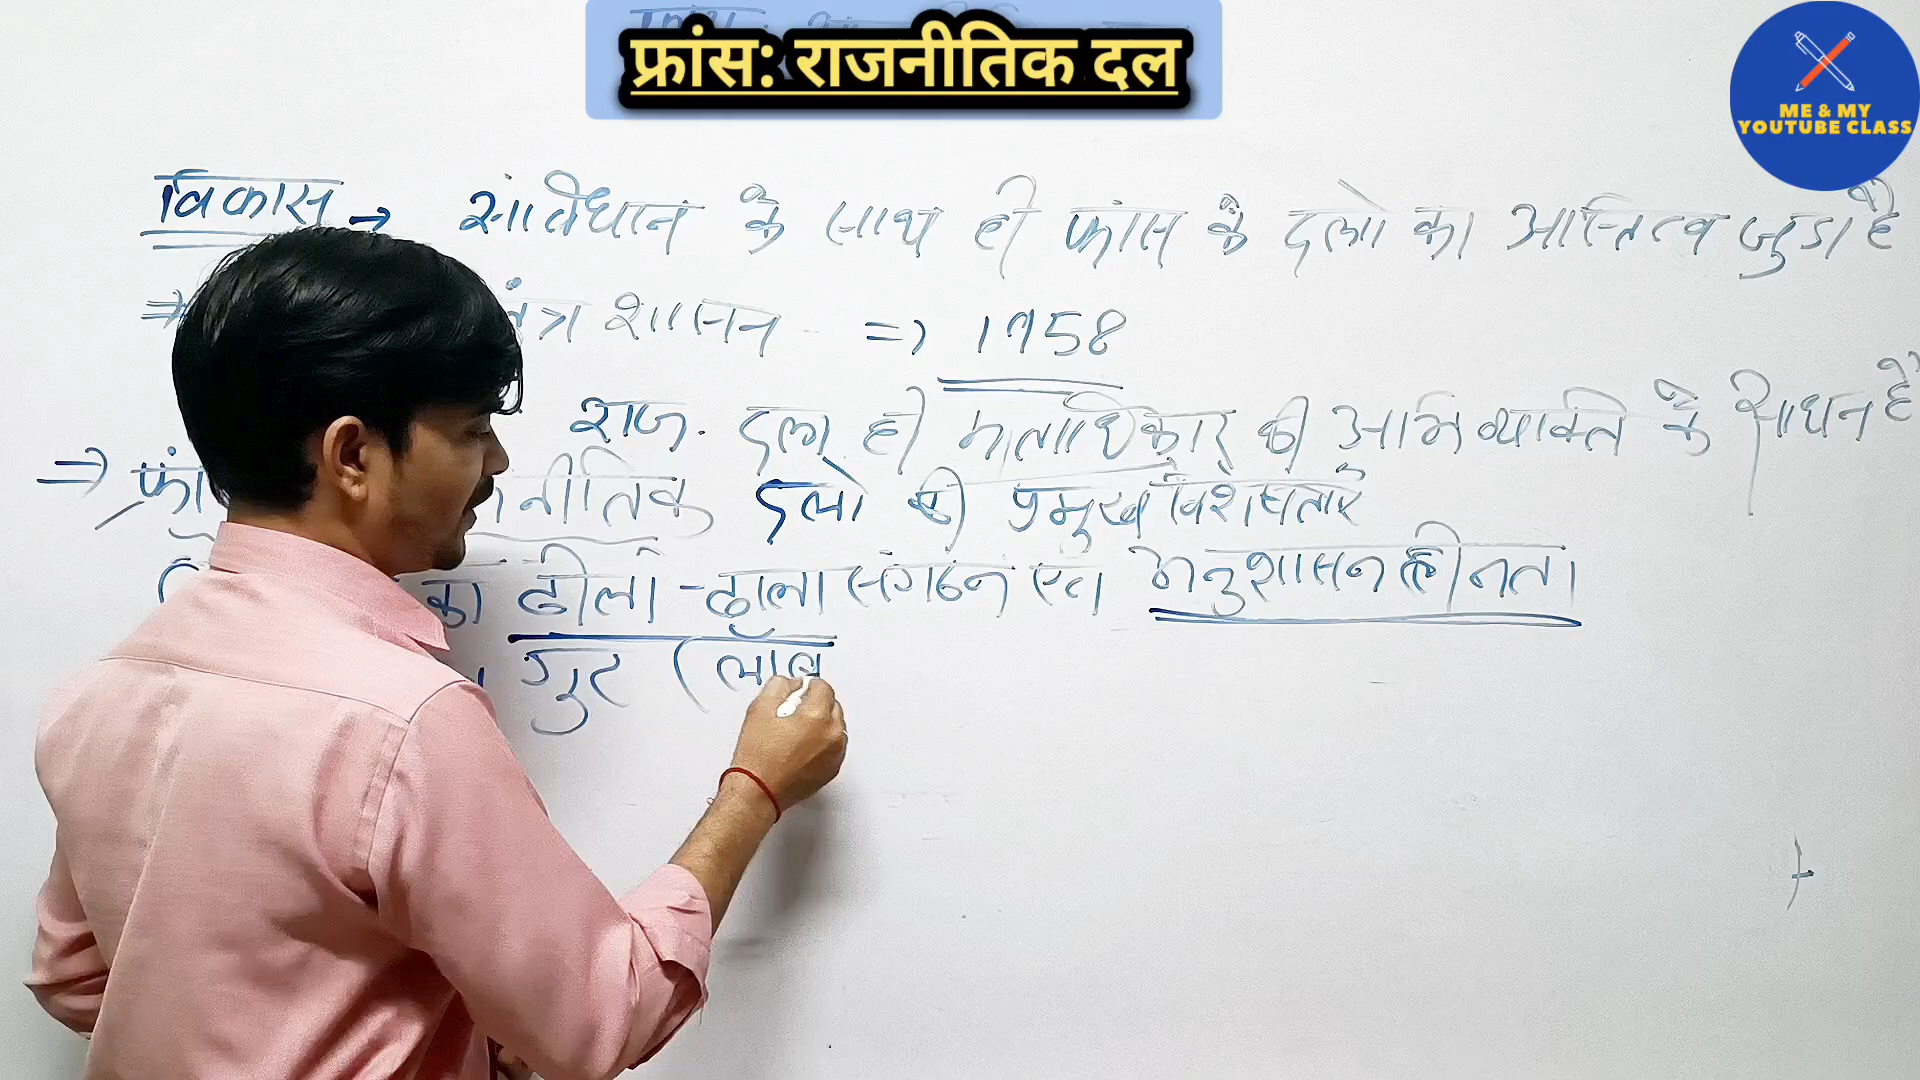 फ्रांस: राजनीतिक दल
ME & MY
YOUTUBE CLASS
विकास → संविधान के साथ ही फ्रांस के दलो का अस्तित्व जुडा है
⇒ तंत्र शासन ⇒ 1958
राज. दल ही मताधिकार की अभिव्यक्ति के साधन है
⇒ फ्रां नीतिक दलो की प्रमुख विशेषताएं
का ढीला-ढाला संगठन एवं अनुशासनहीनता
गुट (लॉब